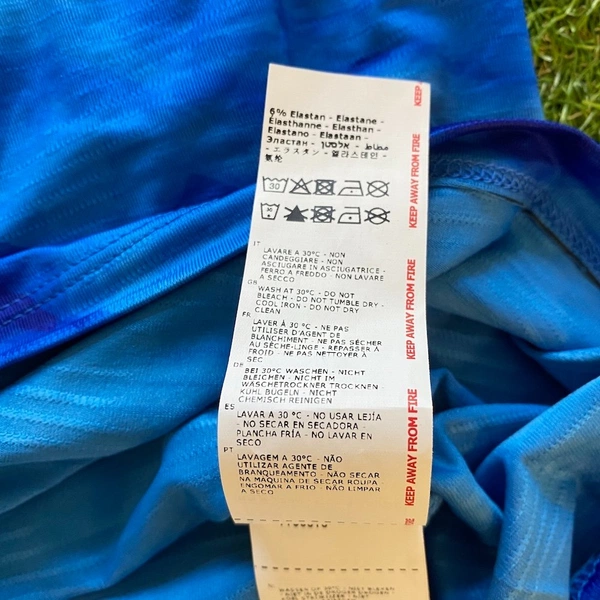 6% Elastan - Elastane -
Élasthanne - Elasthan -
Elastano - Elastaan -
Эластан - אלסטן -
- エラスタン - 엘라스테인 -
氨纶
30
30
IT
LAVARE A 30°C - NON
CANDEGGIARE - NON
ASCIUGARE IN ASCIUGATRICE -
FERRO A FREDDO - NON LAVARE
A SECCO
GB
WASH AT 30°C - DO NOT
BLEACH - DO NOT TUMBLE DRY -
COOL IRON - DO NOT DRY
CLEAN
FR
LAVER À 30 °C - NE PAS
UTILISER D'AGENT DE
BLANCHIMENT - NE PAS SÉCHER
AU SÈCHE-LINGE - REPASSER À
FROID - NE PAS NETTOYER À
SEC
DE
BEI 30°C WASCHEN - NICHT
BLEICHEN - NICHT IM
WASCHETROCKNER TROCKNEN
KÜHL BÜGELN - NICHT
CHEMISCH REINIGEN
ES
LAVAR A 30 °C - NO USAR LEJÍA
- NO SECAR EN SECADORA -
PLANCHA FRÍA - NO LAVAR EN
SECO
PT
LAVAGEM A 30°C - NÃO
UTILIZAR AGENTE DE
BRANQUEAMENTO - NÃO SECAR
NA MÁQUINA DE SECAR ROUPA -
ENGOMAR A FRIO - NÃO LIMPAR
A SECO
KEEP
KEEP AWAY FROM FIRE
KEEP AWAY FROM FIRE
KEEP AWAY FROM FIRE
RE